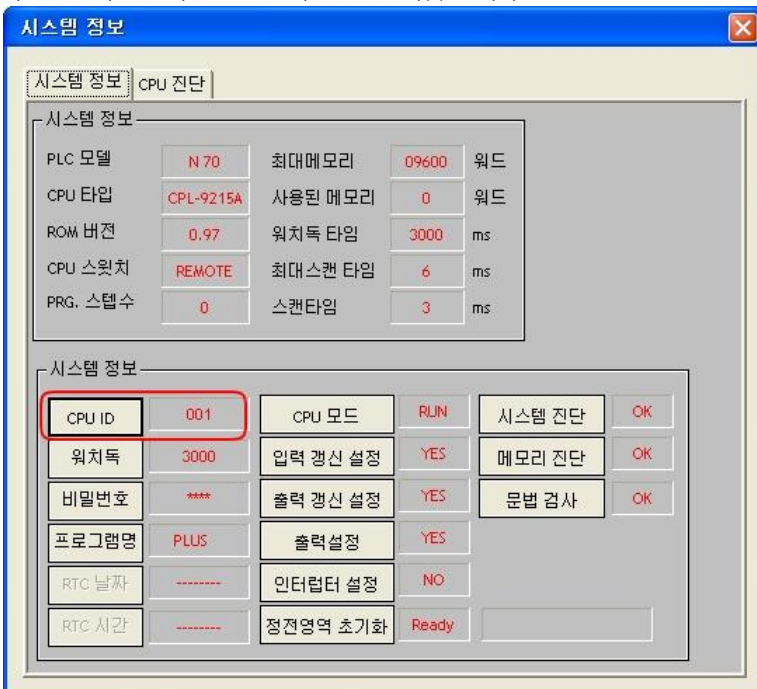 시스템 정보
시스템 정보 CPU 진단
시스템 정보
PLC 모델 N 70 최대메모리 09600 워드
CPU 타입 CPL-9215A 사용된 메모리 0 워드
ROM 버전 0.97 워치독 타임 3000 ms
CPU 스윗치 REMOTE 최대스캔 타임 6 ms
PRG. 스텝수 0 스캔타임 3 ms
시스템 정보
CPU ID 001 CPU 모드 RUN 시스템 진단 OK
워치독 3000 입력 갱신 설정 YES 메모리 진단 OK
비밀번호 **** 출력 갱신 설정 YES 문법 검사 OK
프로그램명 PLUS 출력설정 YES
RTC 날짜 -------- 인터럽터 설정 NO
RTC 시간 -------- 정전영역 초기화 Ready